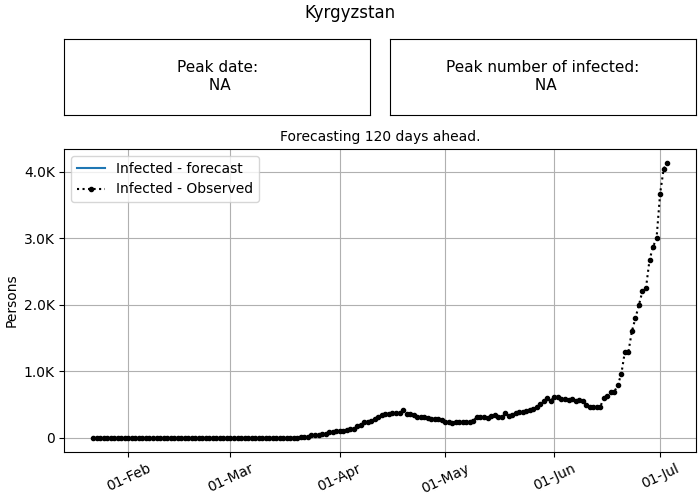 Kyrgyzstan
Peak date:
NA
Peak number of infected:
NA
Forecasting 120 days ahead.
Infected - forecast
Infected - Observed
Persons
4.0K
3.0K
2.0K
1.0K
0
01-Feb
01-Mar
01-Apr
01-May
01-Jun
01-Jul